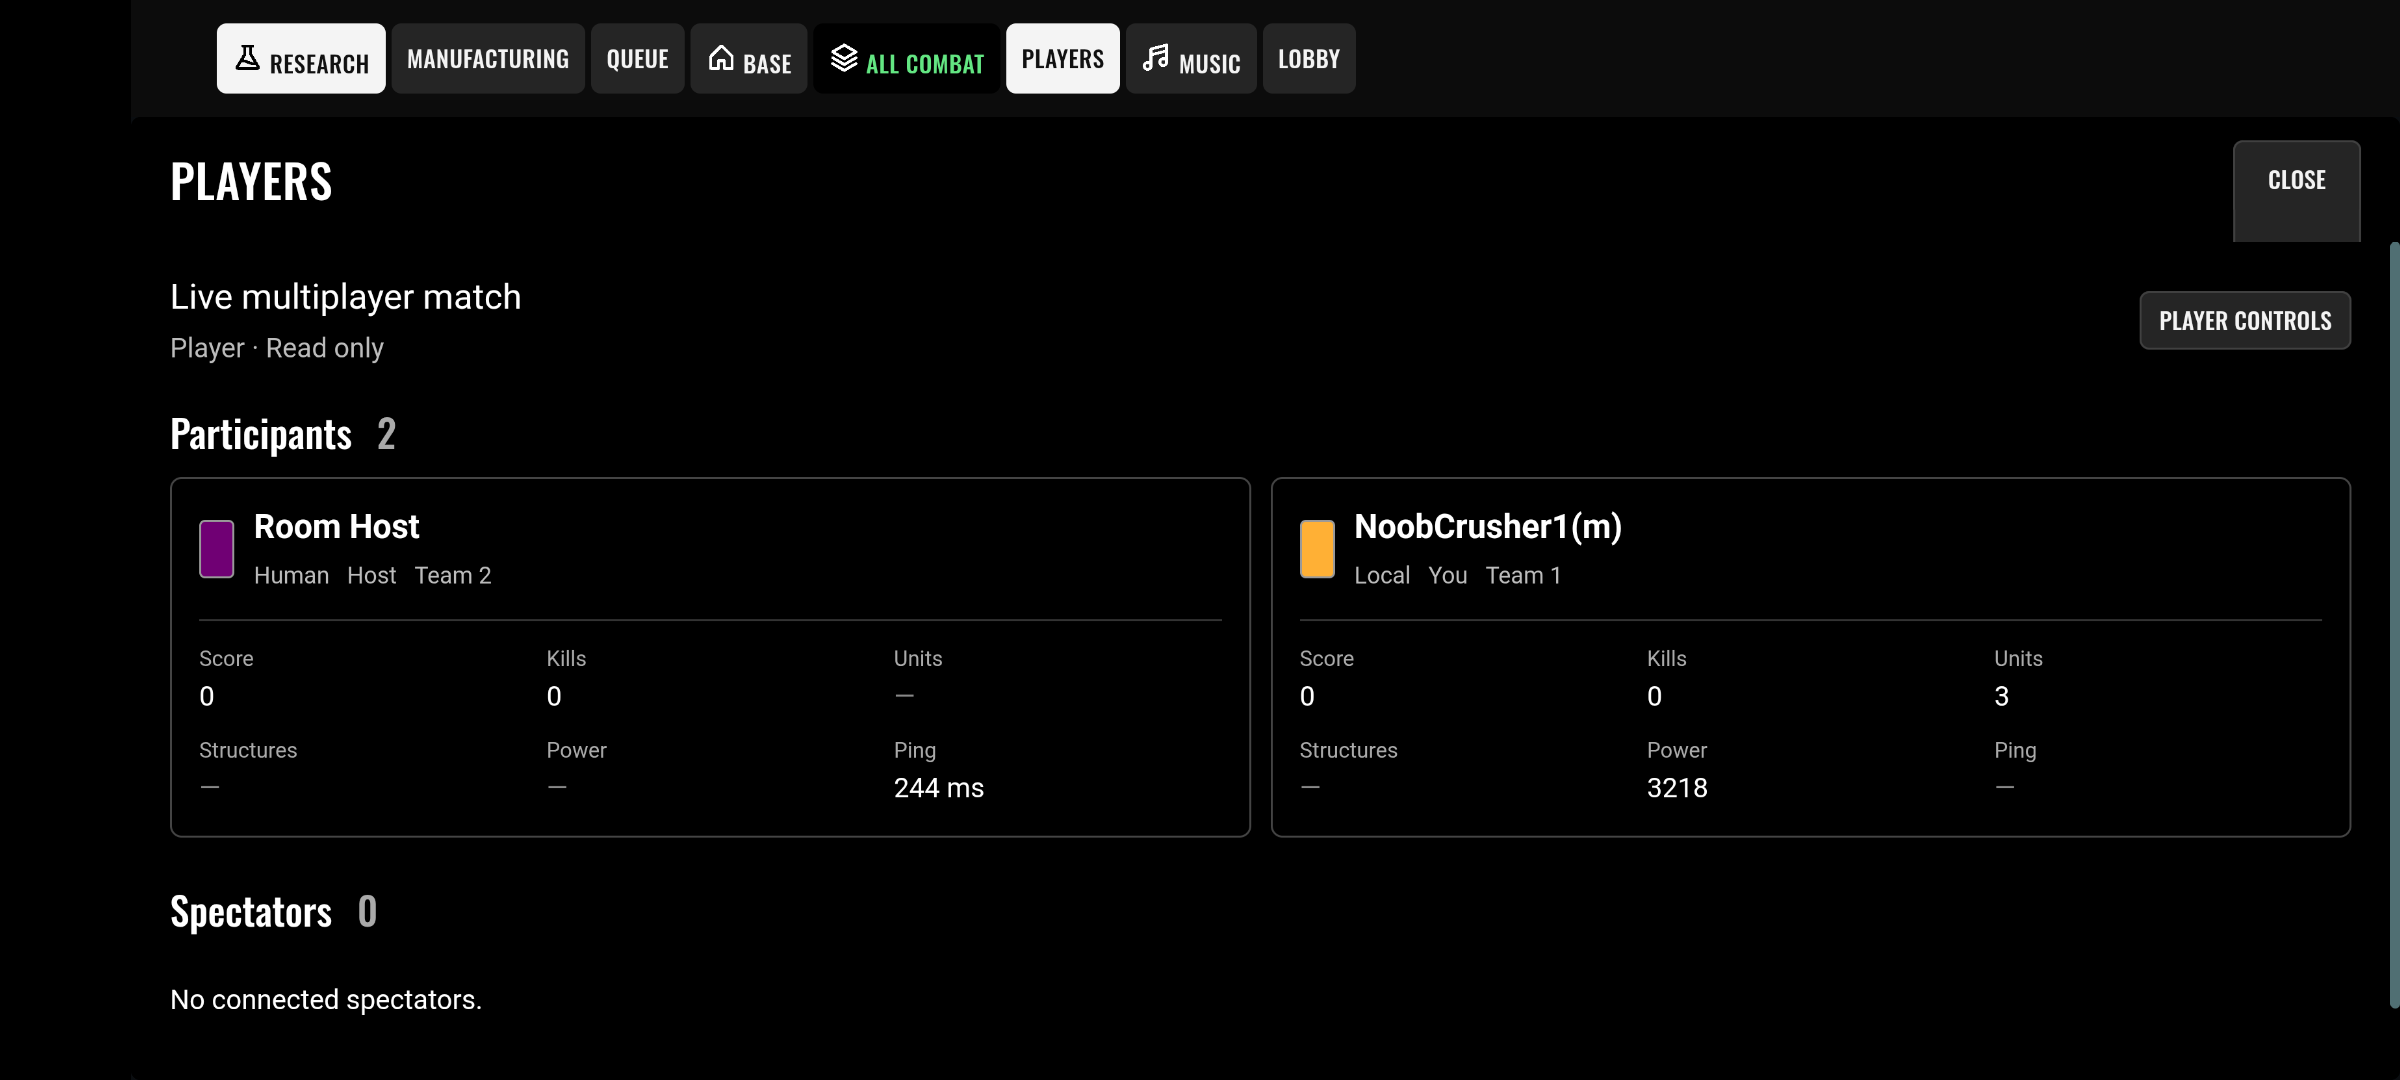 RESEARCH MANUFACTURING QUEUE BASE ALL COMBAT PLAYERS MUSIC LOBBY
PLAYERS
CLOSE
Live multiplayer match
Player · Read only
PLAYER CONTROLS
Participants 2
Room Host
Human Host Team 2
Score Kills Units
0 0 —
Structures Power Ping
— — 244 ms
NoobCrusher1(m)
Local You Team 1
Score Kills Units
0 0 3
Structures Power Ping
— 3218 —
Spectators 0
No connected spectators.